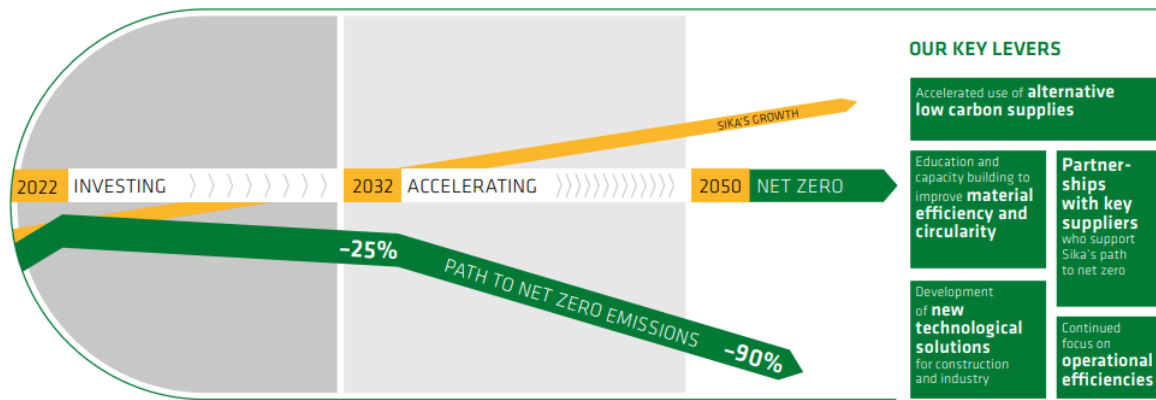 OUR KEY LEVERS
Accelerated use of alternative
low carbon supplies
SIKA'S GROWTH
2022 INVESTING
2032 ACCELERATING
2050 NET ZERO
–25%
PATH TO NET ZERO EMISSIONS
–90%
Education and
capacity building to
improve material
efficiency and
circularity
Partner-
ships
with key
suppliers
who support
Sika's path
to net zero
Development
of new
technological
solutions
for construction
and industry
Continued
focus on
operational
efficiencies